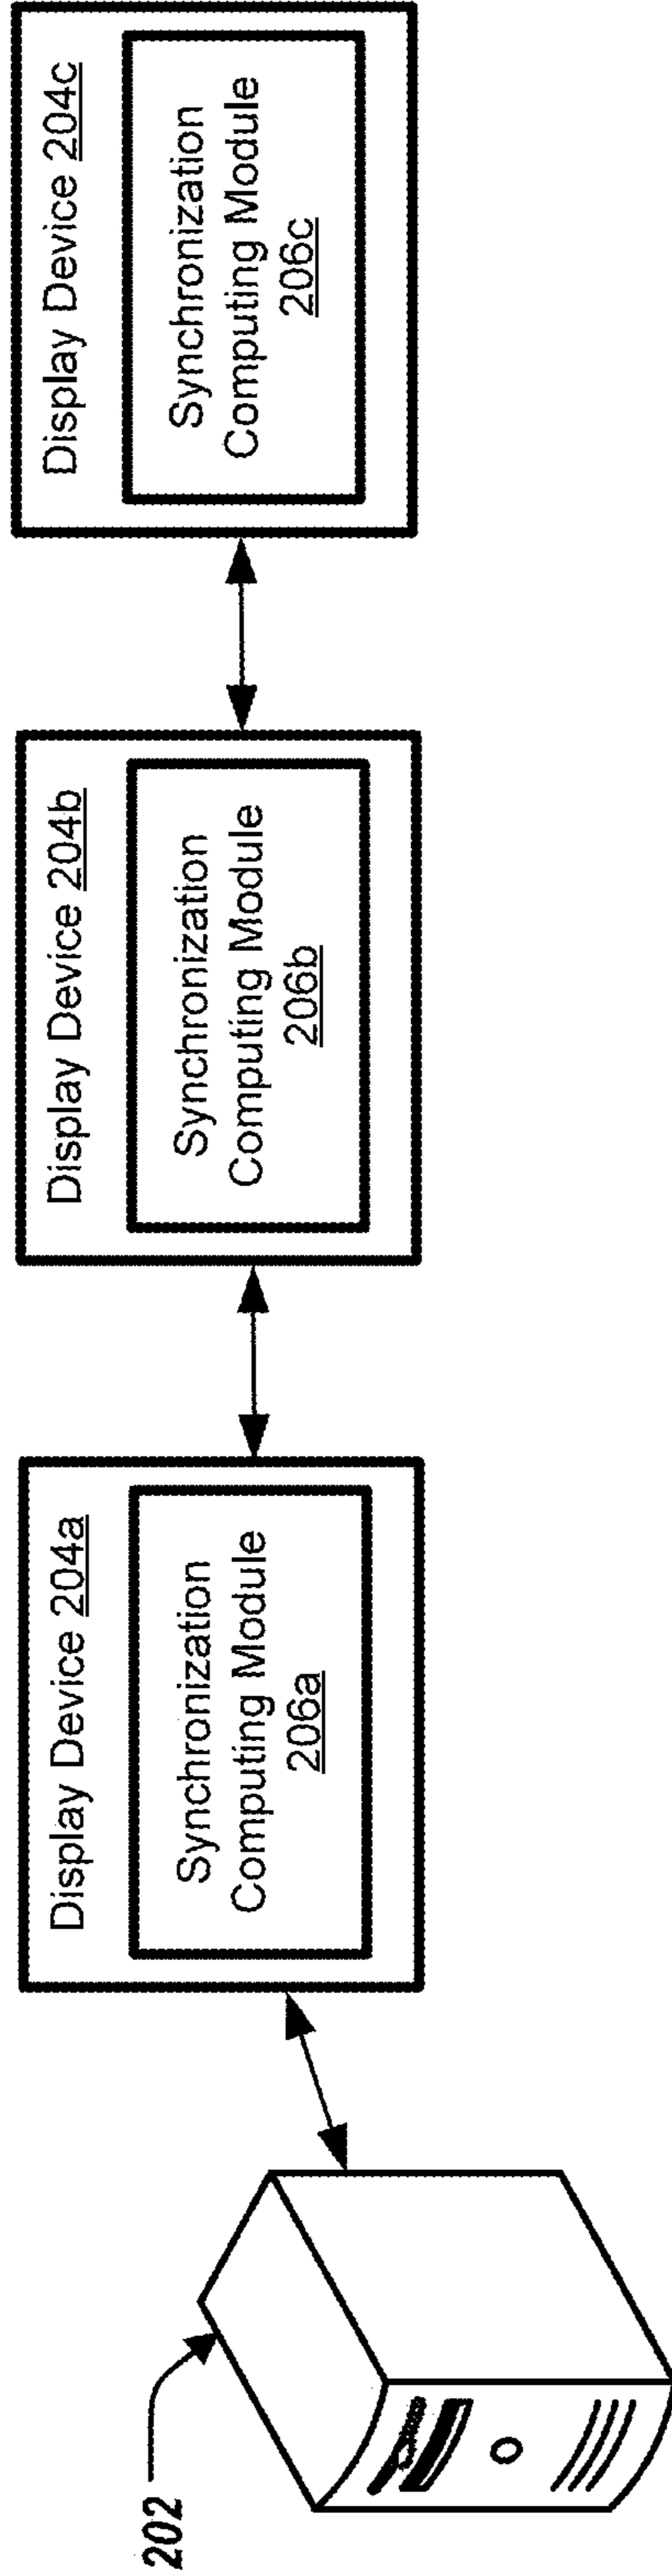 202
Display Device 204a
Synchronization
Computing Module
206a
Display Device 204b
Synchronization
Computing Module
206b
Display Device 204c
Synchronization
Computing Module
206c